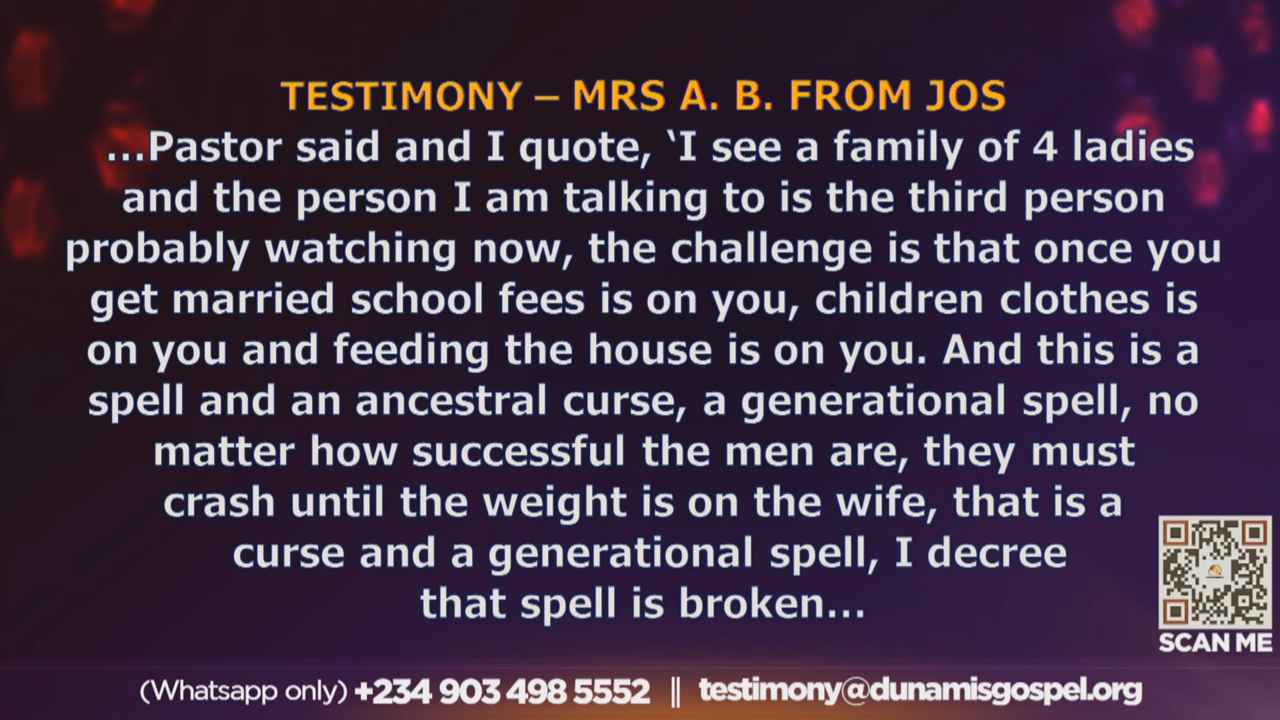 TESTIMONY – MRS A. B. FROM JOS
...Pastor said and I quote, ‘I see a family of 4 ladies
and the person I am talking to is the third person
probably watching now, the challenge is that once you
get married school fees is on you, children clothes is
on you and feeding the house is on you. And this is a
spell and an ancestral curse, a generational spell, no
matter how successful the men are, they must
crash until the weight is on the wife, that is a
curse and a generational spell, I decree
that spell is broken...
SCAN ME
(Whatsapp only) +234 903 498 5552 || testimony@dunamisgospel.org